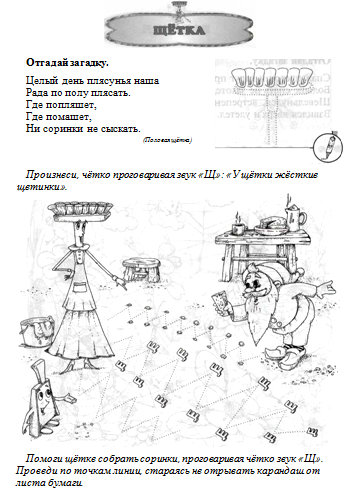 ЩЁТКА
Отгадай загадку.
Целый день плясунья наша
Рада по полу плясать.
Где попляшет,
Где помашет,
Ни соринки не сыскать.
(Половая щётка)
Произнеси, чётко проговаривая звук «Щ»: «У щётки жёсткие
щетинки».
Щ Щ Щ Щ
Щ Щ Щ Щ
Щ Щ Щ Щ
Помоги щётке собрать соринки, проговаривая чётко звук «Щ».
Проведи по точкам линии, стараясь не отрывать карандаш от
листа бумаги.